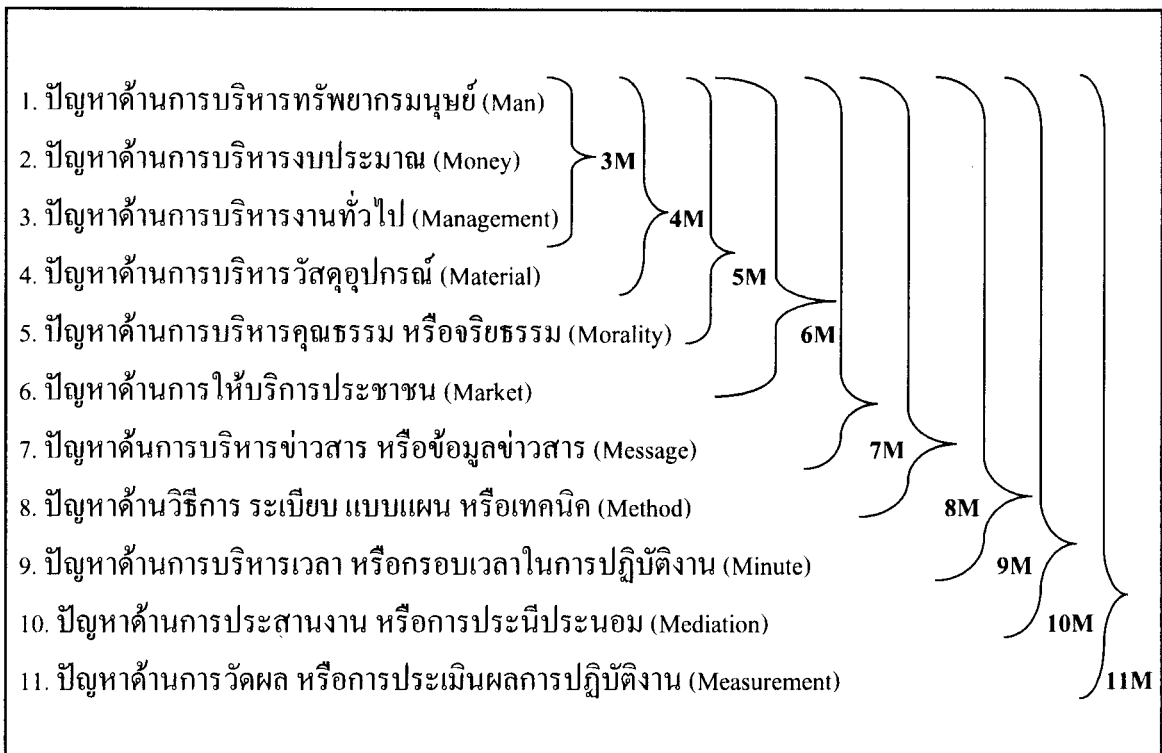 1. ปัญหาด้านการบริหารทรัพยากรมนุษย์ (Man)
2. ปัญหาด้านการบริหารงบประมาณ (Money)
3M
3. ปัญหาด้านการบริหารงานทั่วไป (Management)
4M
4. ปัญหาด้านการบริหารวัสดุอุปกรณ์ (Material)
5M
5. ปัญหาด้านการบริหารคุณธรรม หรือจริยธรรม (Morality)
6M
6. ปัญหาด้านการให้บริการประชาชน (Market)
7. ปัญหาด้นการบริหารข่าวสาร หรือข้อมูลข่าวสาร (Message)
7M
8. ปัญหาด้านวิธีการ ระเบียบ แบบแผน หรือเทคนิค (Method)
8M
9. ปัญหาด้านการบริหารเวลา หรือกรอบเวลาในการปฏิบัติงาน (Minute)
9M
10. ปัญหาด้านการประสานงาน หรือการประนีประนอม (Mediation)
10M
11. ปัญหาด้านการวัดผล หรือการประเมินผลการปฏิบัติงาน (Measurement)
11M